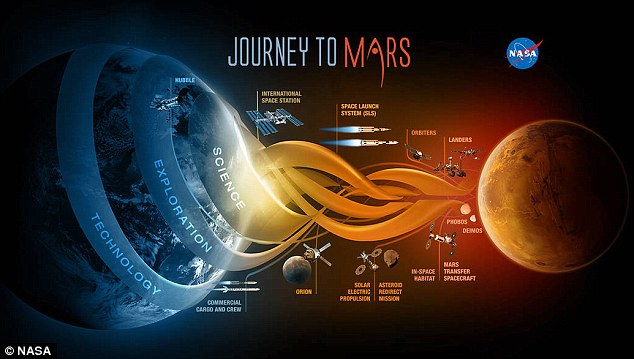 JOURNEY TO MARS
NASA
HUBBLE
INTERNATIONAL
SPACE STATION
SPACE LAUNCH
SYSTEM (SLS)
ORBITERS
LANDERS
SCIENCE
EXPLORATION
TECHNOLOGY
PHOBOS
DEIMOS
COMMERCIAL
CARGO AND CREW
ORION
SOLAR
ELECTRIC
PROPULSION
ASTEROID
REDIRECT
MISSION
IN-SPACE
HABITAT
MARS
TRANSFER
SPACECRAFT
© NASA